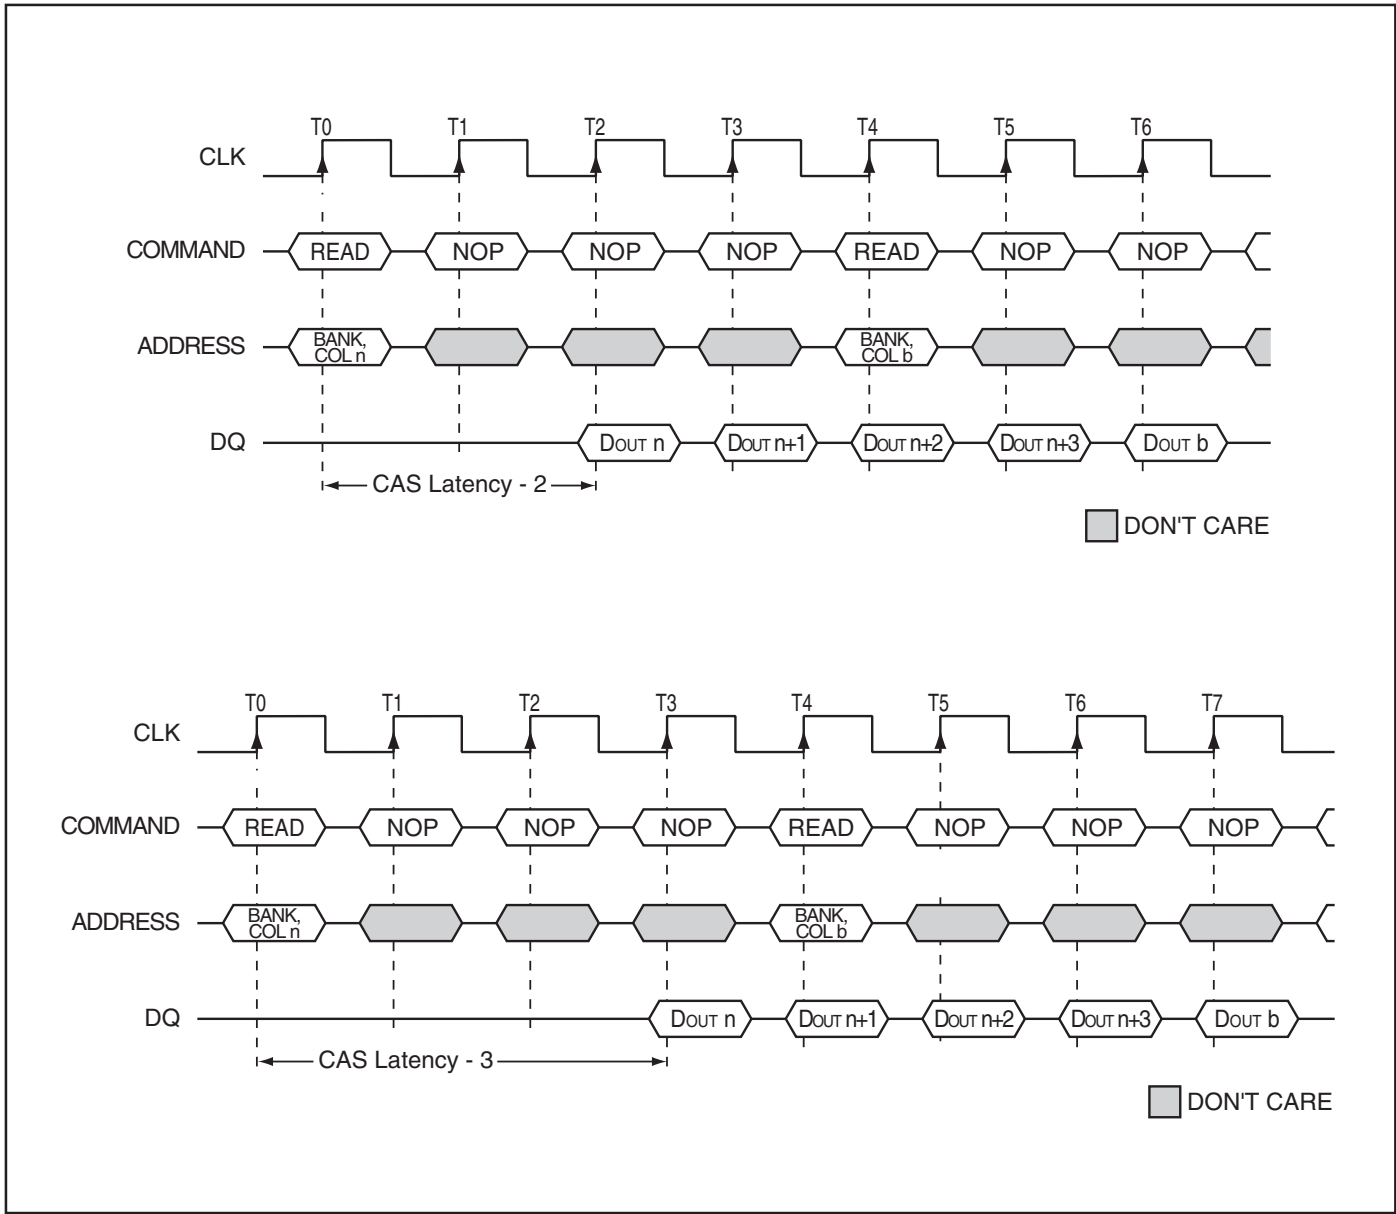 T0 T1 T2 T3 T4 T5 T6
CLK
COMMAND READ NOP NOP NOP READ NOP NOP
ADDRESS BANK, COL n BANK, COL b
DQ DOUT n DOUT n+1 DOUT n+2 DOUT n+3 DOUT b
CAS Latency - 2
DON'T CARE
T0 T1 T2 T3 T4 T5 T6 T7
CLK
COMMAND READ NOP NOP NOP READ NOP NOP NOP
ADDRESS BANK, COL n BANK, COL b
DQ DOUT n DOUT n+1 DOUT n+2 DOUT n+3 DOUT b
CAS Latency - 3
DON'T CARE